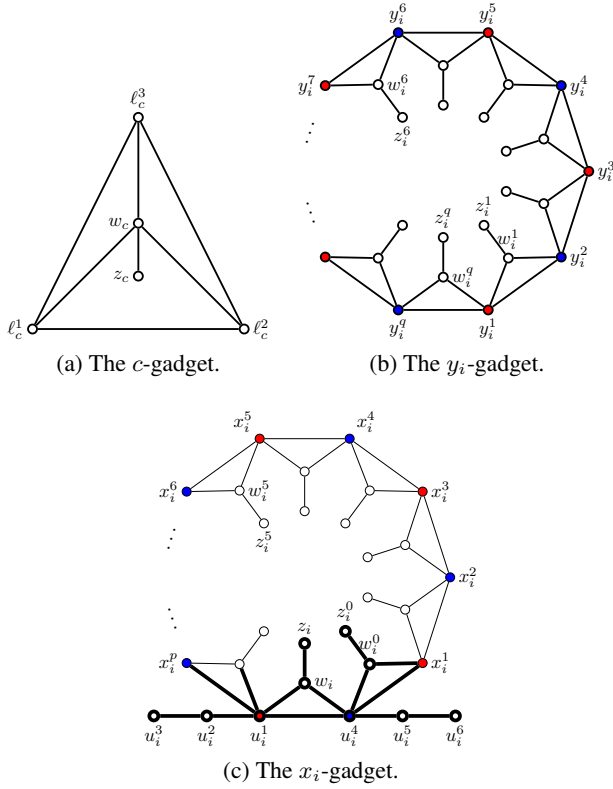 ℓ_c^3
w_c
z_c
ℓ_c^1
ℓ_c^2
(a) The c-gadget.
y_i^6
y_i^5
y_i^7
w_i^6
y_i^4
z_i^6
y_i^3
z_i^q
z_i^1
w_i^1
y_i^2
w_i^q
y_i^q
y_i^1
(b) The y_i-gadget.
x_i^5
x_i^4
x_i^6
w_i^5
x_i^3
z_i^5
x_i^2
z_i
z_i^0
w_i^0
x_i^p
x_i^1
w_i
u_i^3
u_i^2
u_i^1
u_i^4
u_i^5
u_i^6
(c) The x_i-gadget.